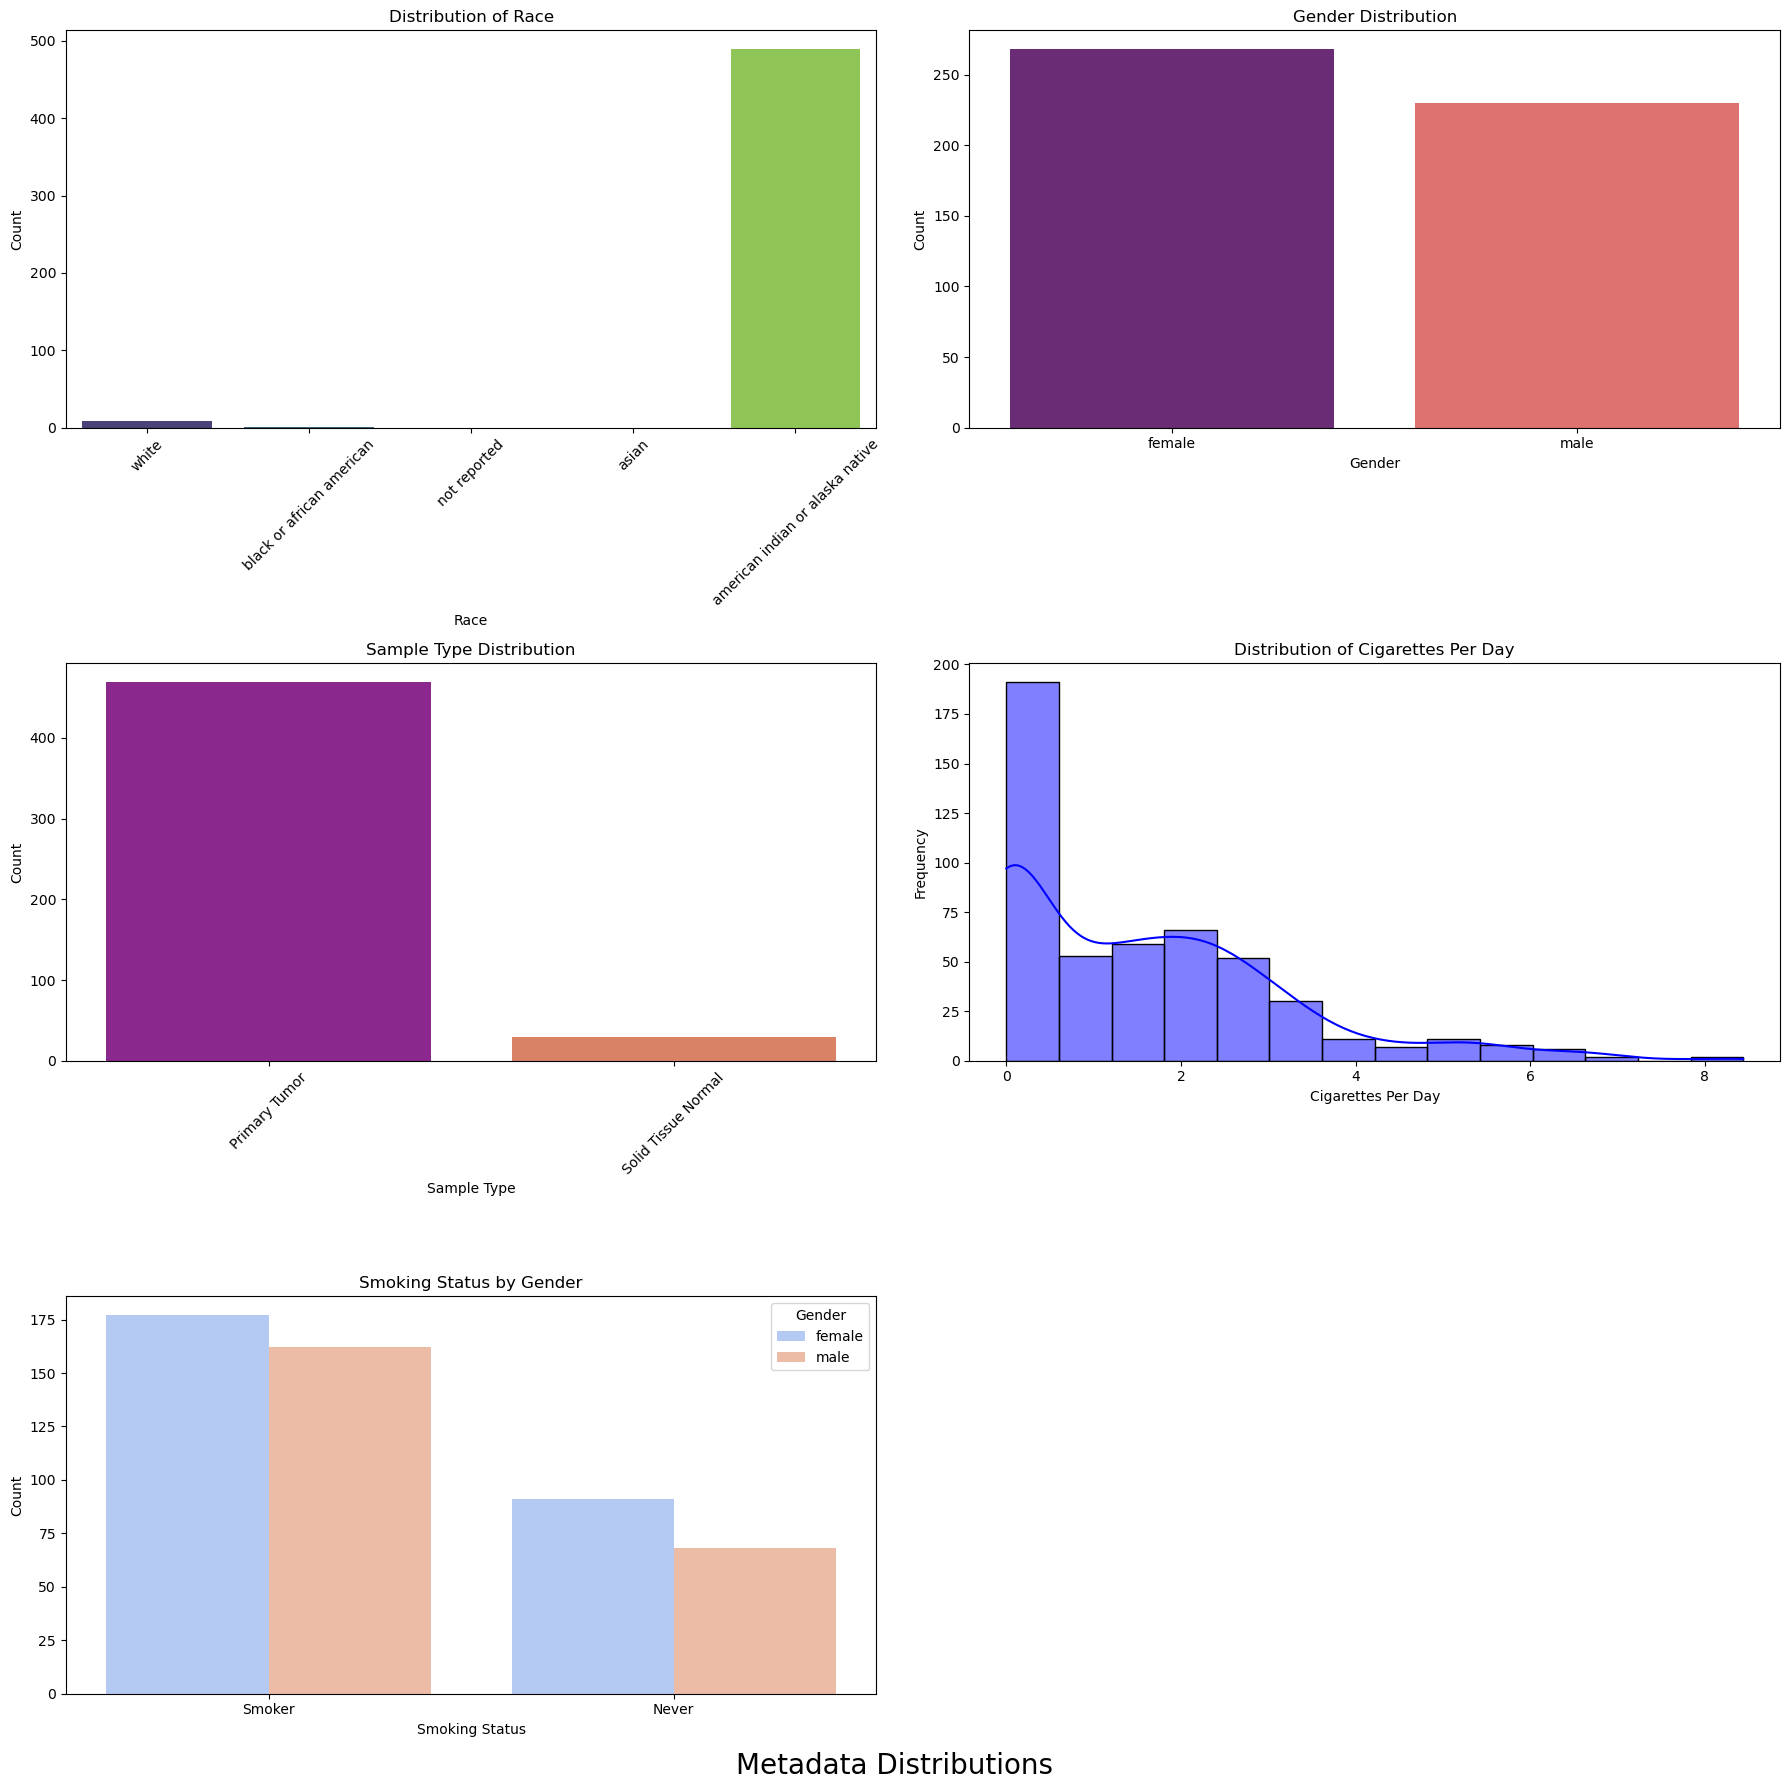 Distribution of Race
500
400
300
200
100
0
Count
white
black or african american
not reported
asian
american indian or alaska native
Race
Gender Distribution
250
200
150
100
50
0
Count
female
male
Gender
Sample Type Distribution
400
300
200
100
0
Count
Primary Tumor
Solid Tissue Normal
Sample Type
Distribution of Cigarettes Per Day
200
175
150
125
100
75
50
25
0
Frequency
0
2
4
6
8
Cigarettes Per Day
Smoking Status by Gender
175
150
125
100
75
50
25
0
Count
Gender
female
male
Smoker
Never
Smoking Status
Metadata Distributions